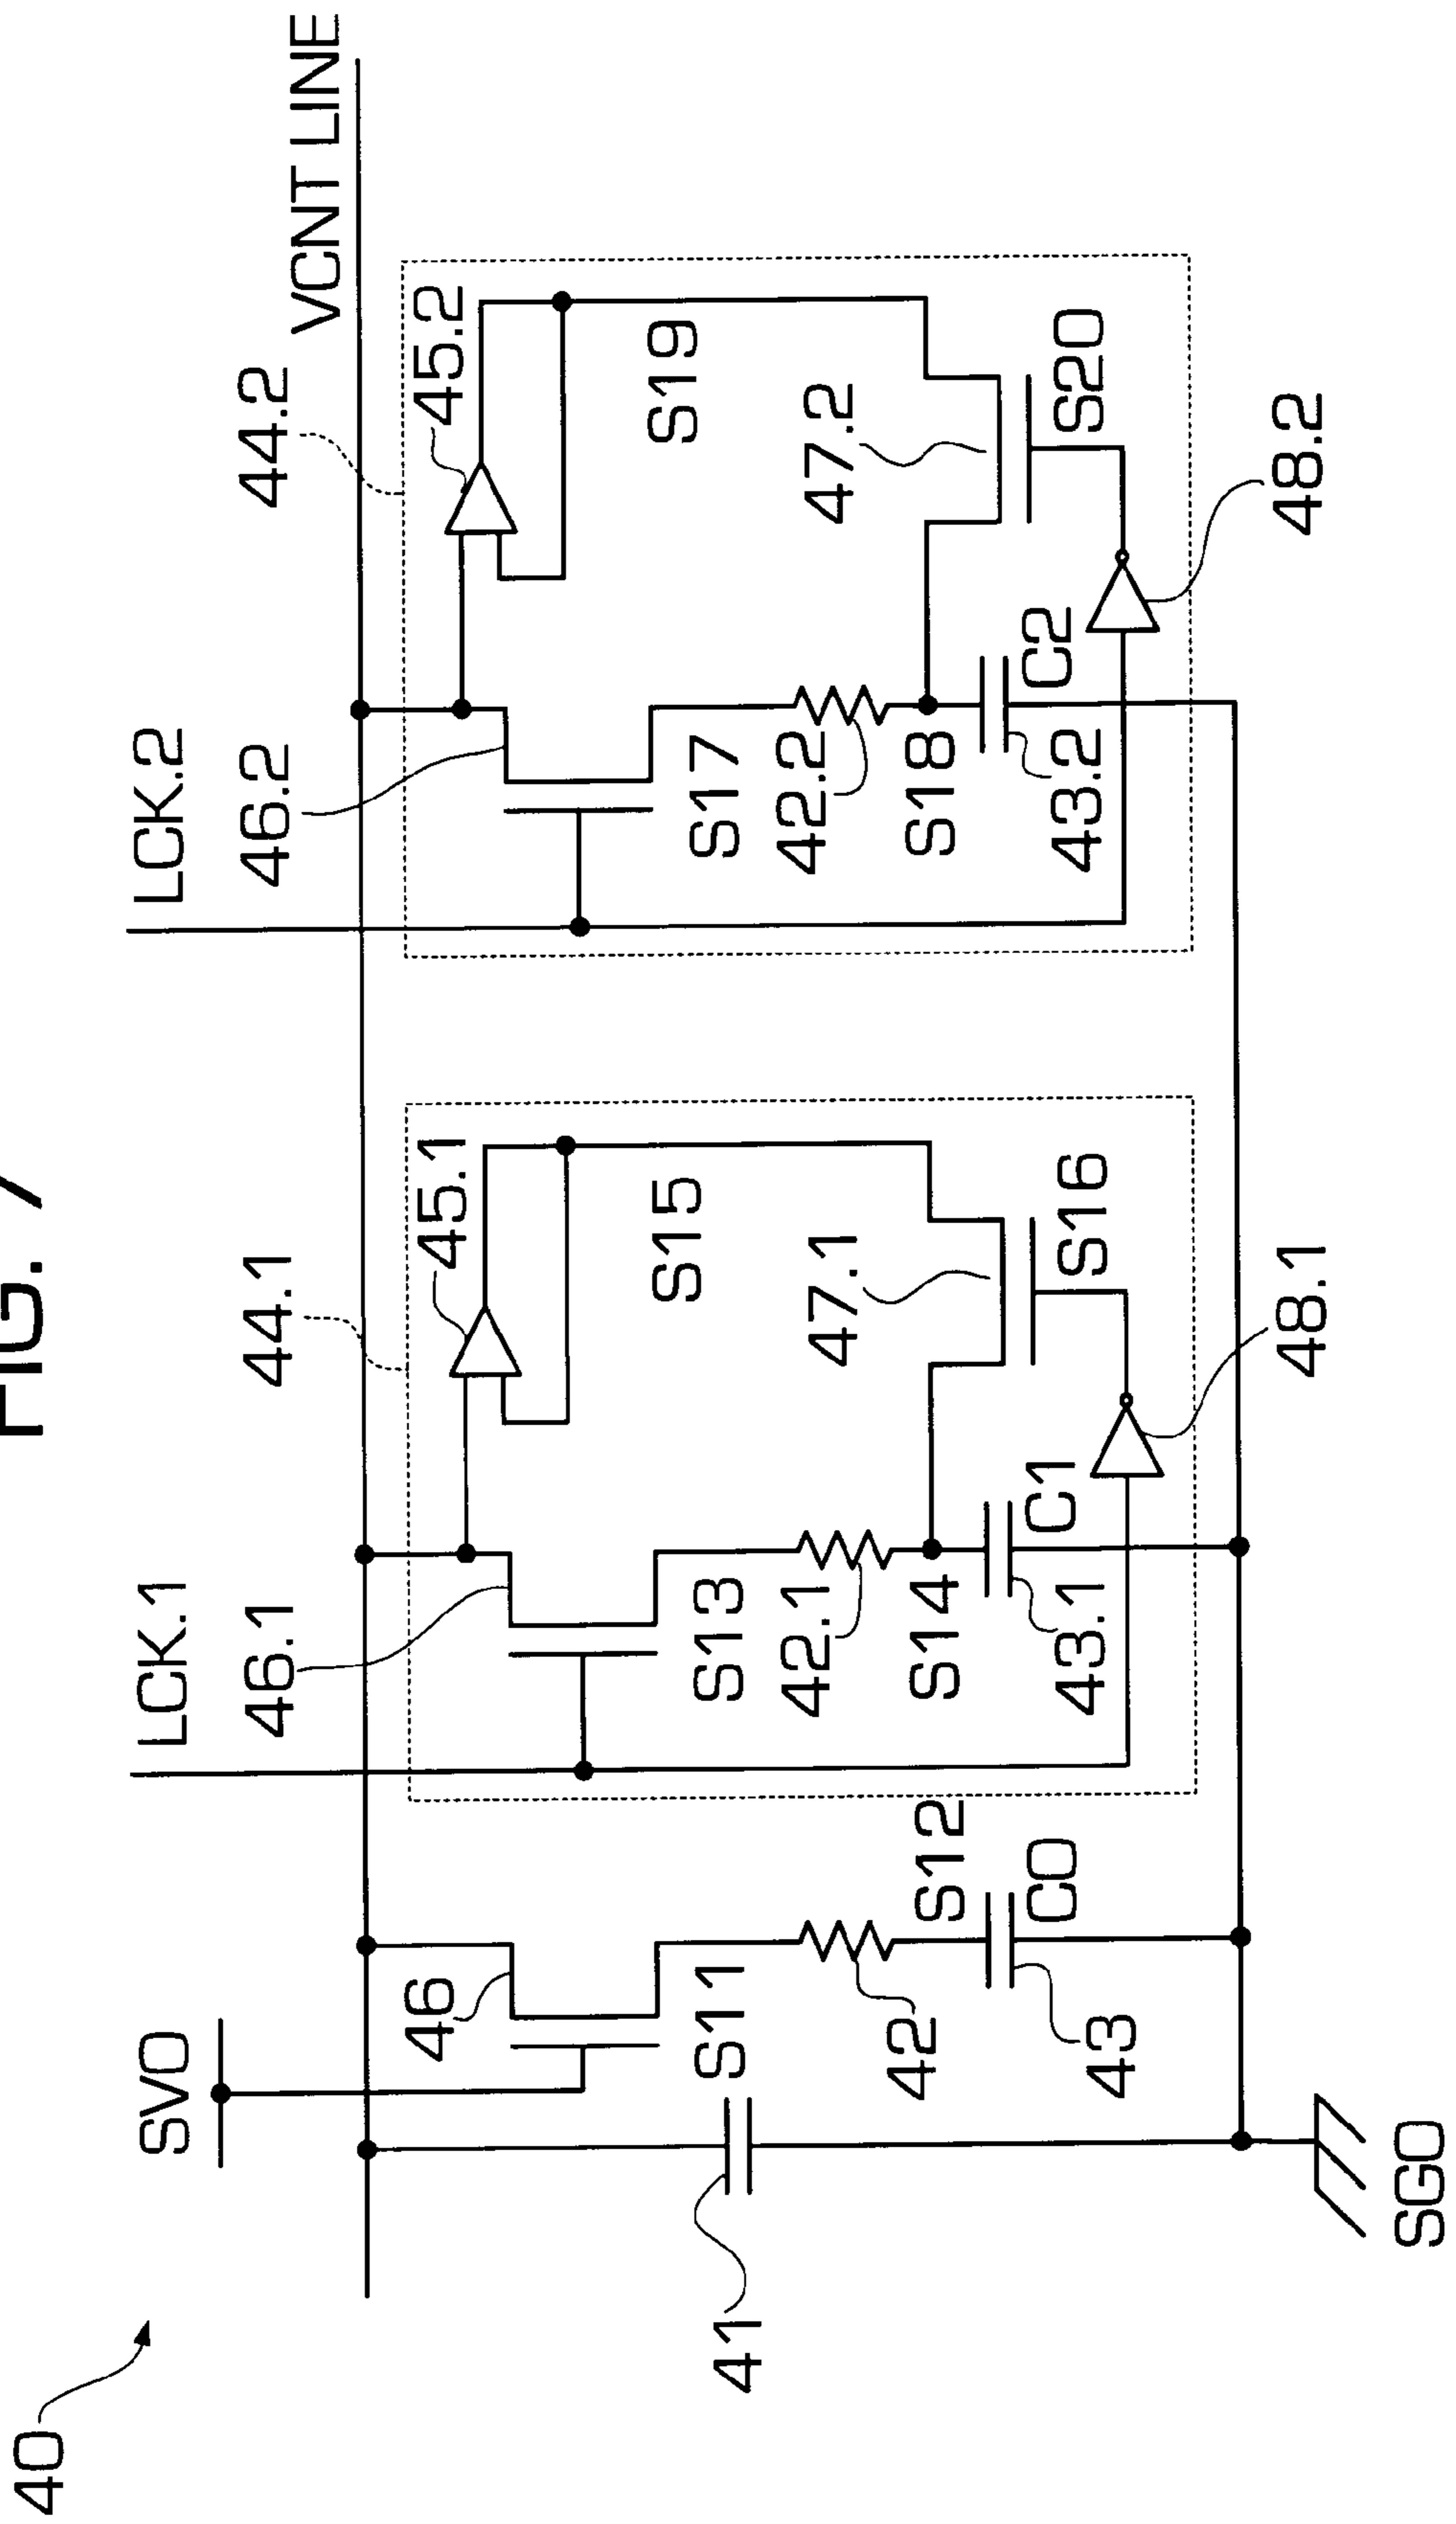 FIG. 7
40
SV0
LCK.1
LCK.2
VCNT LINE
44.1
44.2
46
46.1
46.2
45.1
45.2
41
S11
S13
S15
S17
S19
42
42.1
42.2
47.1
47.2
S12
S14
S18
C0
C1
C2
43
43.1
43.2
S16
S20
48.1
48.2
SG0